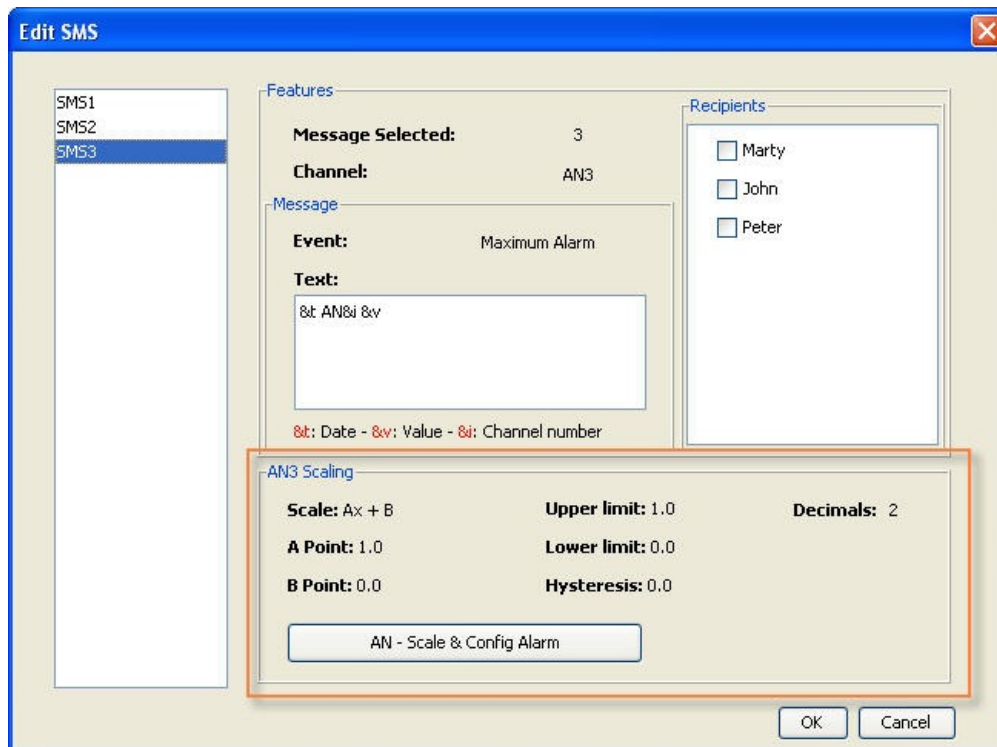 Edit SMS
SMS1
SMS2
SMS3
Features
Message Selected: 3
Channel: AN3
Message
Event: Maximum Alarm
Text:
&t AN&i &v
&t: Date - &v: Value - &i: Channel number
Recipients
Marty
John
Peter
AN3 Scaling
Scale: Ax + B Upper limit: 1.0 Decimals: 2
A Point: 1.0 Lower limit: 0.0
B Point: 0.0 Hysteresis: 0.0
AN - Scale & Config Alarm
OK Cancel